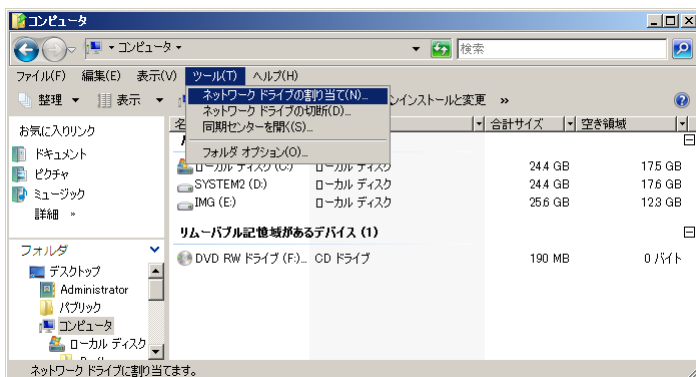 コンピュータ
コンピュータ
検索
ファイル(F) 編集(E) 表示(V) ツール(T) ヘルプ(H)
整理 表示 ンインストールと変更 »
ネットワーク ドライブの割り当て(N)...
ネットワーク ドライブの切断(D)...
同期センターを開く(S)...
フォルダ オプション(O)...
お気に入りリンク
ドキュメント
ピクチャ
ミュージック
詳細 »
名 合計サイズ 空き領域
ローカル ディスク (C:) ローカル ディスク 24.4 GB 17.5 GB
SYSTEM2 (D:) ローカル ディスク 24.4 GB 17.6 GB
IMG (E:) ローカル ディスク 25.6 GB 12.3 GB
リムーバブル記憶域があるデバイス (1)
DVD RW ドライブ (F:)... CD ドライブ 190 MB 0 バイト
フォルダ
デスクトップ
Administrator
パブリック
コンピュータ
ローカル ディスク
ネットワーク ドライブに割り当てます。